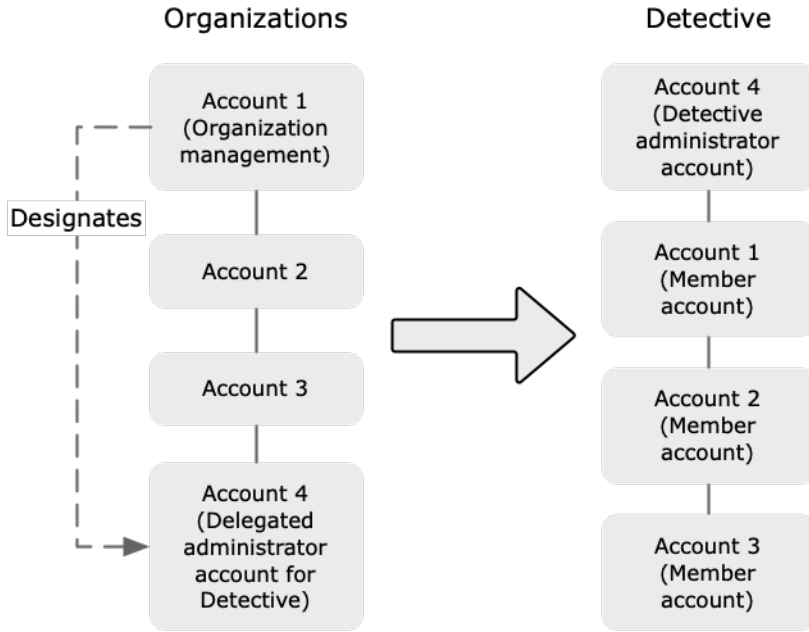 Organizations
Account 1
(Organization
management)
Designates
Account 2
Account 3
Account 4
(Delegated
administrator
account for
Detective)
Detective
Account 4
(Detective
administrator
account)
Account 1
(Member
account)
Account 2
(Member
account)
Account 3
(Member
account)